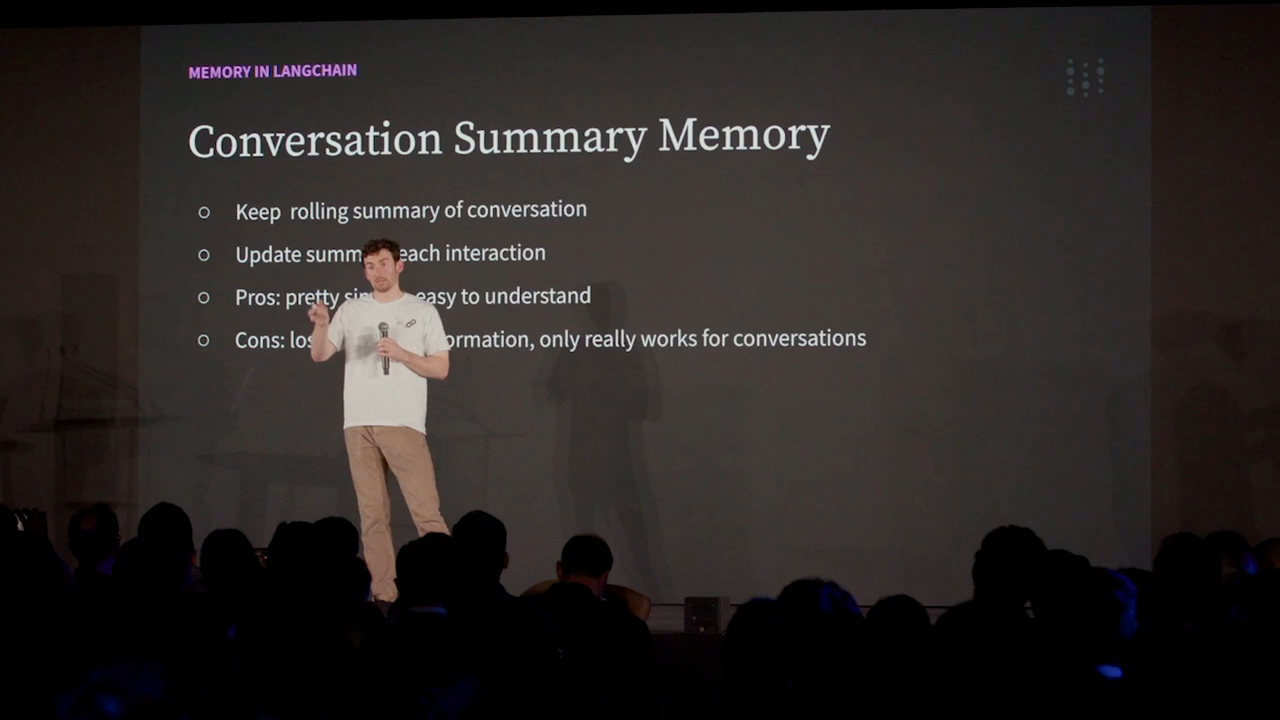 MEMORY IN LANGCHAIN
Conversation Summary Memory
Keep rolling summary of conversation
Update each interaction
Pros: pretty easy to understand
Cons: only really works for conversations